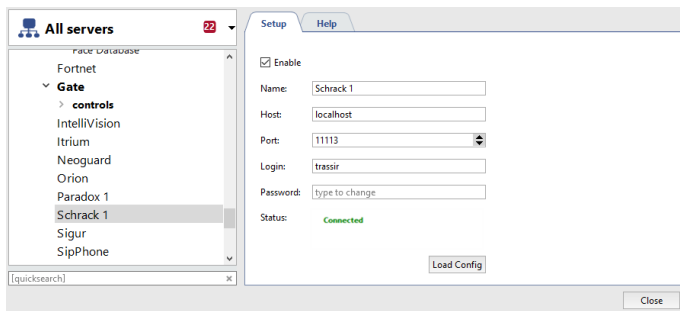 All servers
22
Face Database
Fortnet
Gate
controls
IntelliVision
Itrium
Neoguard
Orion
Paradox 1
Schrack 1
Sigur
SipPhone
[quicksearch]
Setup
Help
Enable
Name: Schrack 1
Host: localhost
Port: 11113
Login: trassir
Password: type to change
Status: Connected
Load Config
Close